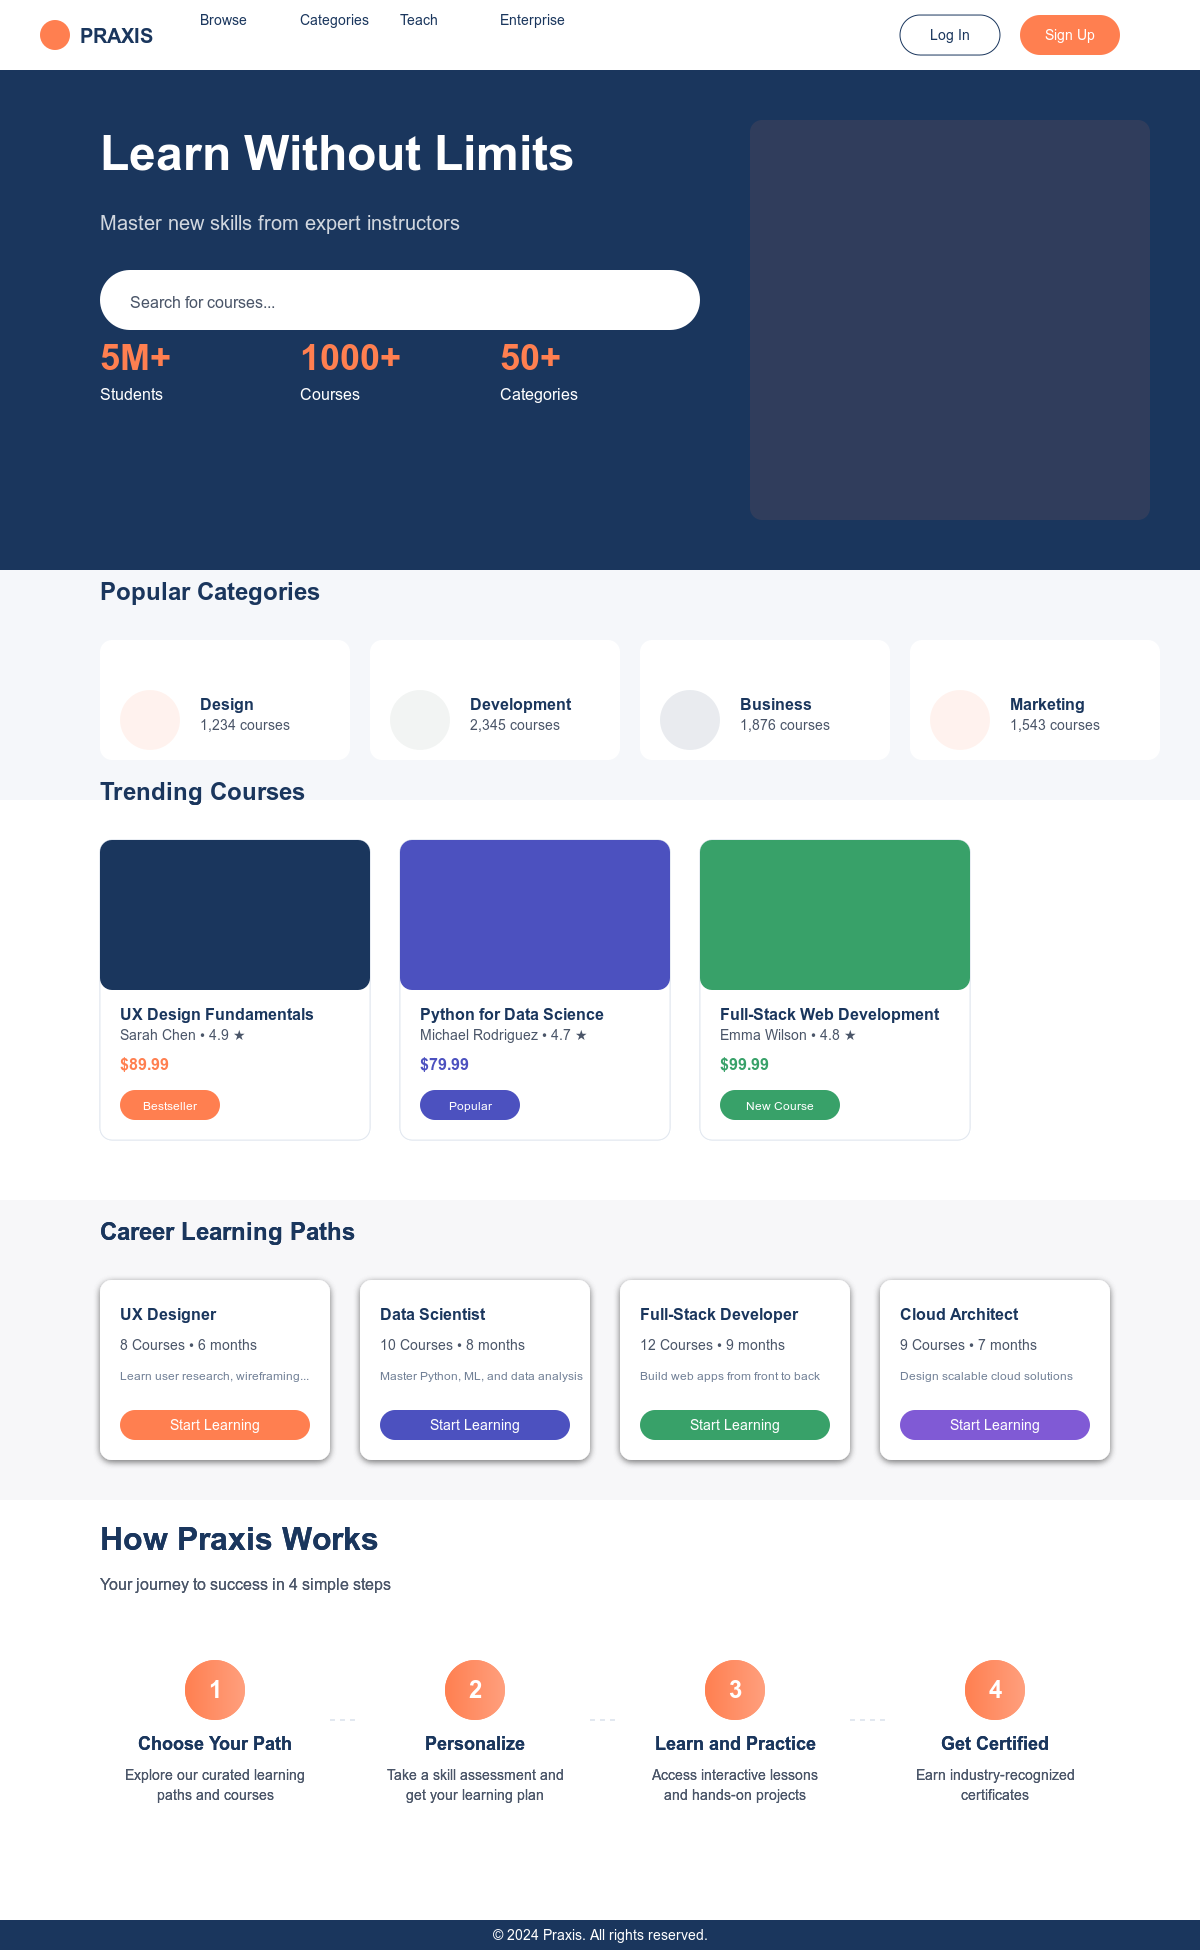 PRAXIS
Browse
Categories
Teach
Enterprise
Log In
Sign Up
Learn Without Limits
Master new skills from expert instructors
Search for courses...
5M+
Students
1000+
Courses
50+
Categories
Popular Categories
Design
1,234 courses
Development
2,345 courses
Business
1,876 courses
Marketing
1,543 courses
Trending Courses
UX Design Fundamentals
Sarah Chen • 4.9 ★
$89.99
Bestseller
Python for Data Science
Michael Rodriguez • 4.7 ★
$79.99
Popular
Full-Stack Web Development
Emma Wilson • 4.8 ★
$99.99
New Course
Career Learning Paths
UX Designer
8 Courses • 6 months
Learn user research, wireframing...
Start Learning
Data Scientist
10 Courses • 8 months
Master Python, ML, and data analysis
Start Learning
Full-Stack Developer
12 Courses • 9 months
Build web apps from front to back
Start Learning
Cloud Architect
9 Courses • 7 months
Design scalable cloud solutions
Start Learning
How Praxis Works
Your journey to success in 4 simple steps
1
Choose Your Path
Explore our curated learning
paths and courses
2
Personalize
Take a skill assessment and
get your learning plan
3
Learn and Practice
Access interactive lessons
and hands-on projects
4
Get Certified
Earn industry-recognized
certificates
© 2024 Praxis. All rights reserved.